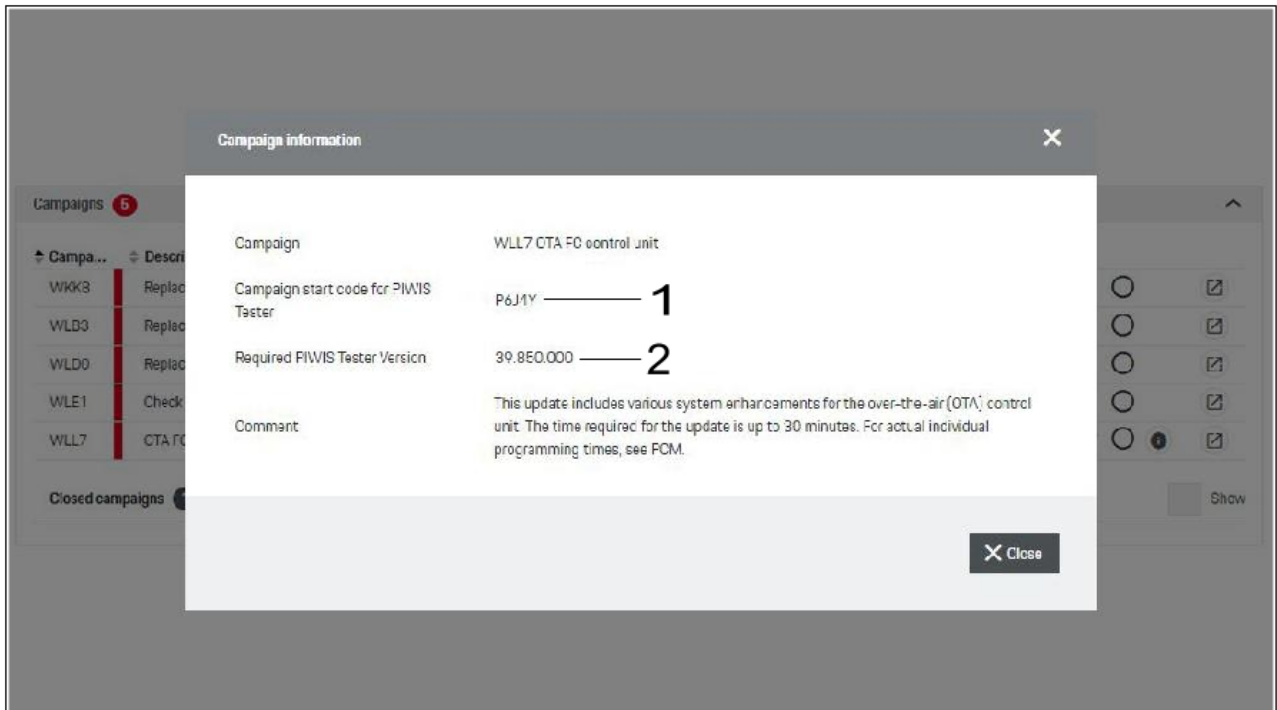 Campaign information
Campaigns 5
Campa... Descri
WKK3 Replac
WLB3 Replac
WLD0 Replac
WLE1 Check
WLL7 OTA FC
Closed campaigns
Show
Campaign WLL7 OTA FC control unit
Campaign start code for PIWIS
Tester
P6J4Y 1
Required PIWIS Tester Version 39.850.000 2
Comment
This update includes various system enhancements for the over-the-air (OTA) control
unit. The time required for the update is up to 30 minutes. For actual individual
programming times, see PCM.
Close